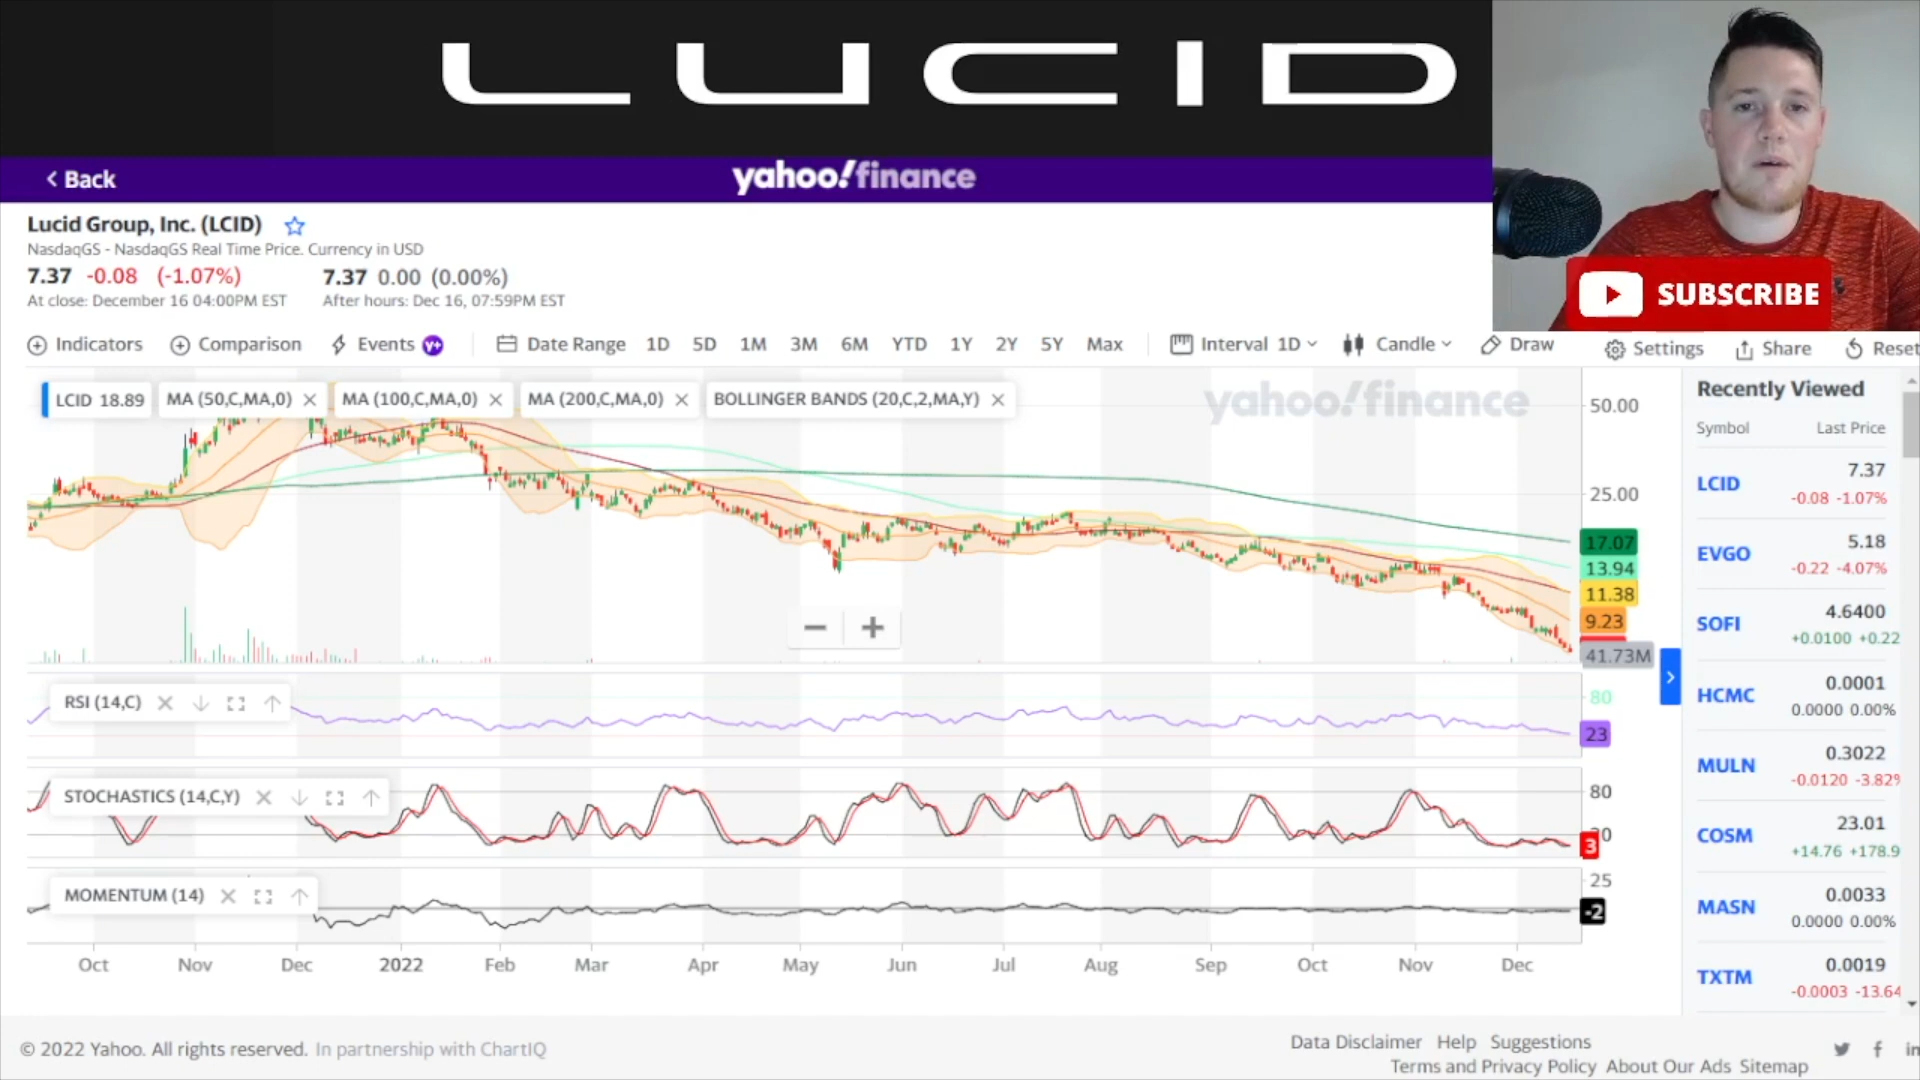 LUCID
< Back
yahoo!finance
Lucid Group, Inc. (LCID)
NasdaqGS - NasdaqGS Real Time Price. Currency in USD
7.37 -0.08 (-1.07%) 7.37 0.00 (0.00%)
At close: December 16 04:00PM EST After hours: Dec 16, 07:59PM EST
SUBSCRIBE
Indicators Comparison Events y+ Date Range 1D 5D 1M 3M 6M YTD 1Y 2Y 5Y Max Interval 1D Candle Draw Settings Share Reset
LCID 18.89 MA (50,C,MA,0) MA (100,C,MA,0) MA (200,C,MA,0) BOLLINGER BANDS (20,C,2,MA,Y)
yahoo!finance
50.00
25.00
17.07
13.94
11.38
9.23
41.73M
RSI (14,C)
80
23
STOCHASTICS (14,C,Y)
80
3
MOMENTUM (14)
25
-2
Oct Nov Dec 2022 Feb Mar Apr May Jun Jul Aug Sep Oct Nov Dec
Recently Viewed
Symbol Last Price
LCID 7.37
-0.08 -1.07%
EVGO 5.18
-0.22 -4.07%
SOFI 4.6400
+0.0100 +0.22
HCMC 0.0001
0.0000 0.00%
MULN 0.3022
-0.0120 -3.82%
COSM 23.01
+14.76 +178.9
MASN 0.0033
0.0000 0.00%
TXTM 0.0019
-0.0003 -13.64
© 2022 Yahoo. All rights reserved. In partnership with ChartIQ
Data Disclaimer Help Suggestions
Terms and Privacy Policy About Our Ads Sitemap